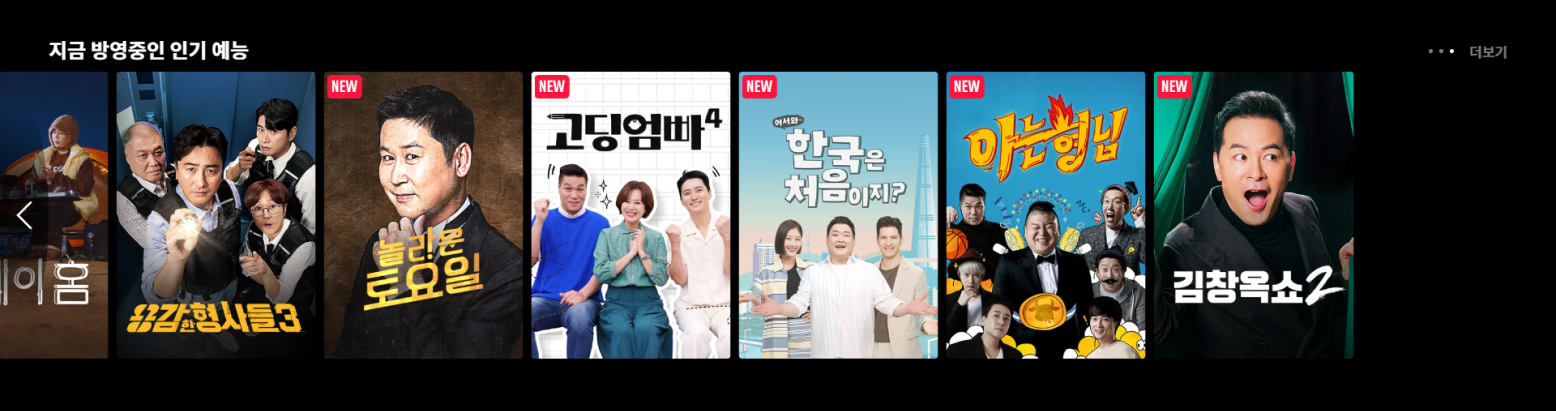 지금 방영중인 인기 예능
더보기
이 홈
용감한 형사들3
NEW
놀라운
토요일
NEW
고딩엄빠4
NEW
어서와~
한국은
처음이지?
NEW
아는형님
NEW
김창옥쇼2